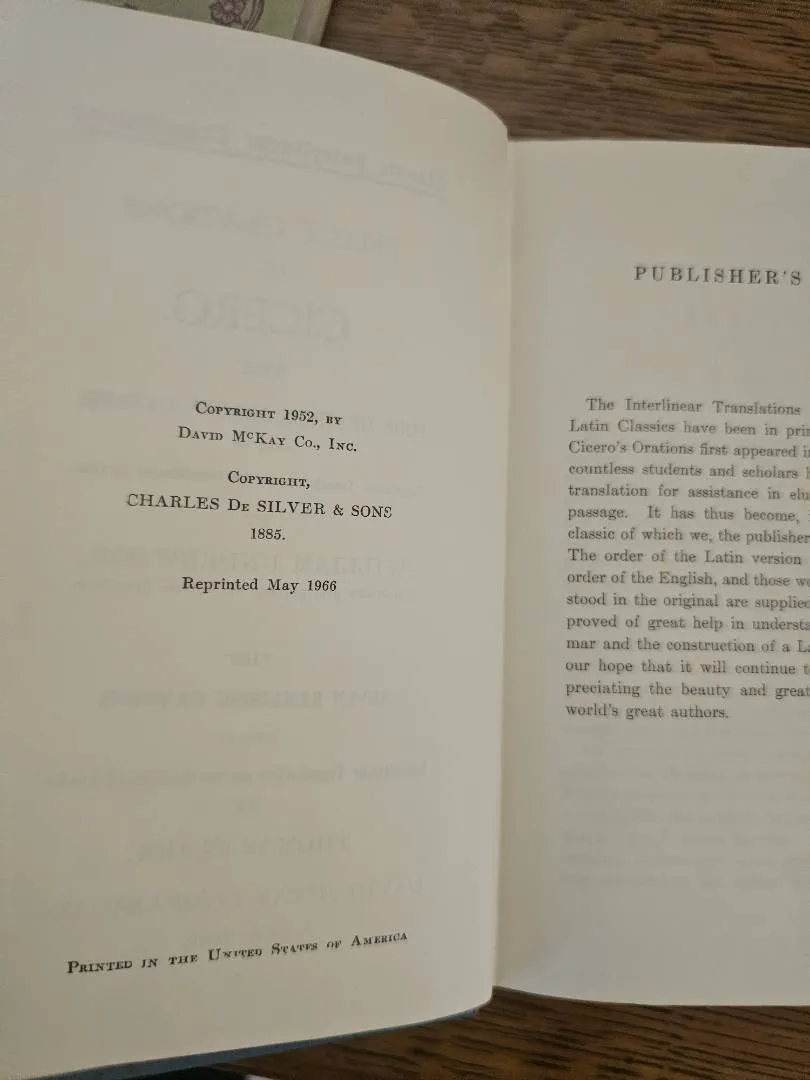 COPYRIGHT 1952, BY
DAVID McKAY CO., INC.
COPYRIGHT,
CHARLES DE SILVER & SONS
1885.
Reprinted May 1966
PRINTED IN THE UNITED STATES OF AMERICA
PUBLISHER'S
The Interlinear Translations
Latin Classics have been in
Cicero's Orations first appeared
countless students and scholars
translation for assistance in
passage. It has thus become,
classic of which we, the
The order of the Latin version
order of the English, and those
stood in the original are
proved of great help in
mar and the construction of a
our hope that it will continue
preciating the beauty and
world's great authors.